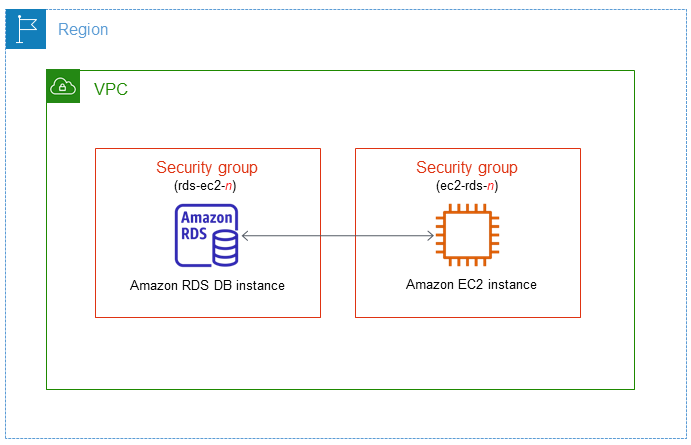 Region
VPC
Security group
(rds-ec2-n)
Amazon
RDS
Amazon RDS DB instance
Security group
(ec2-rds-n)
Amazon EC2 instance